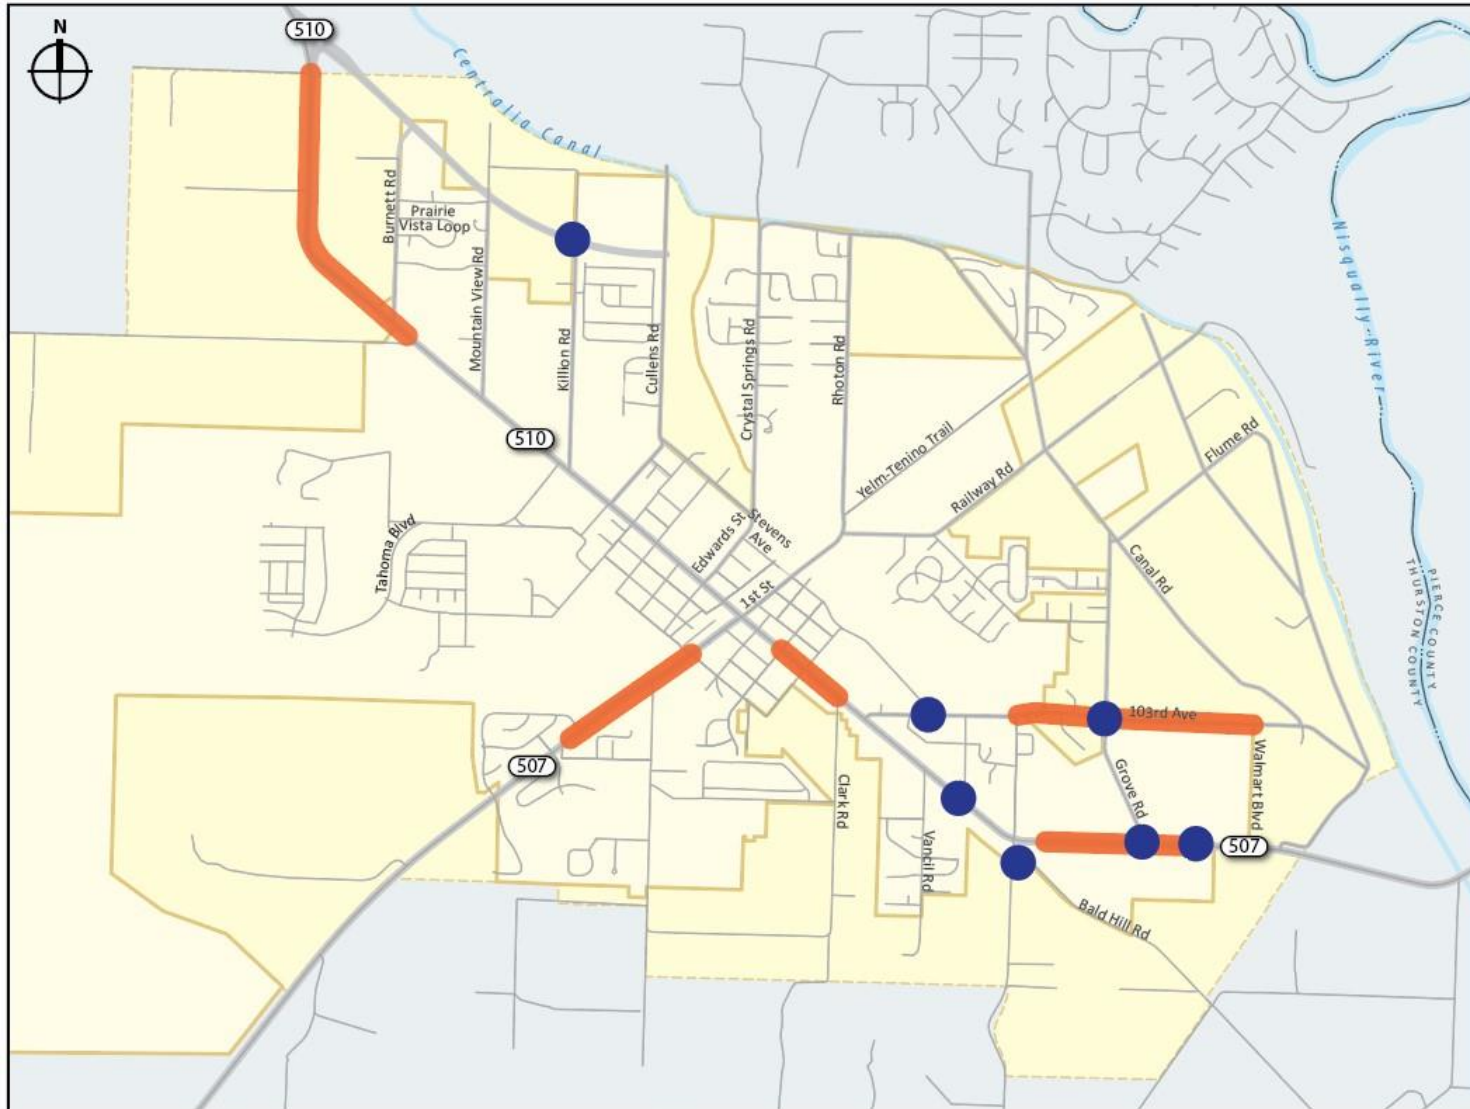 510
N
Centralia Canal
Burnett Rd
Prairie
Vista Loop
Mountain View Rd
Killion Rd
Cullens Rd
Crystal Springs Rd
Rhoton Rd
Nisqually River
510
Yelm-Tenino Trail
Railway Rd
Flume Rd
Tahoma Blvd
Edwards St
Stevens
Ave
1st St
Canal Rd
PIERCE COUNTY
THURSTON COUNTY
103rd Ave
507
Clark Rd
Vancil Rd
Grove Rd
Walmart Blvd
507
Bald Hill Rd